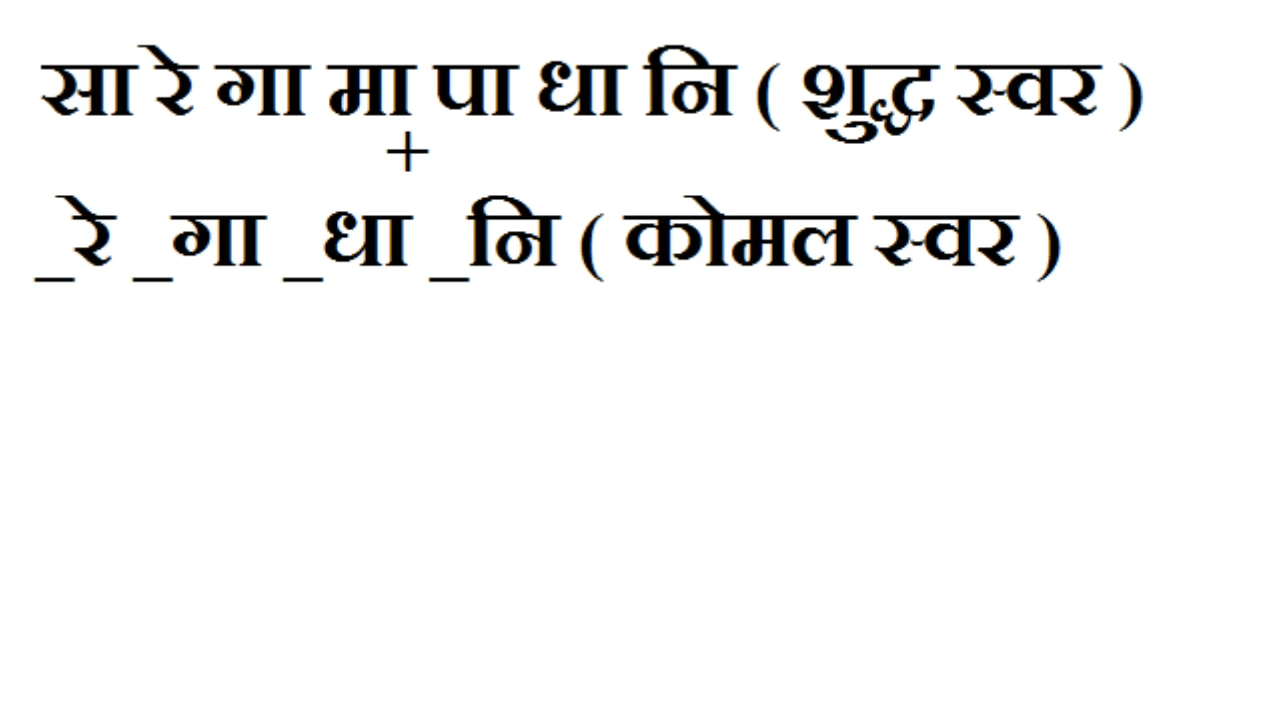 सा रे गा मा पा धा नि ( शुद्ध स्वर )
+
_रे _गा _धा _नि ( कोमल स्वर )